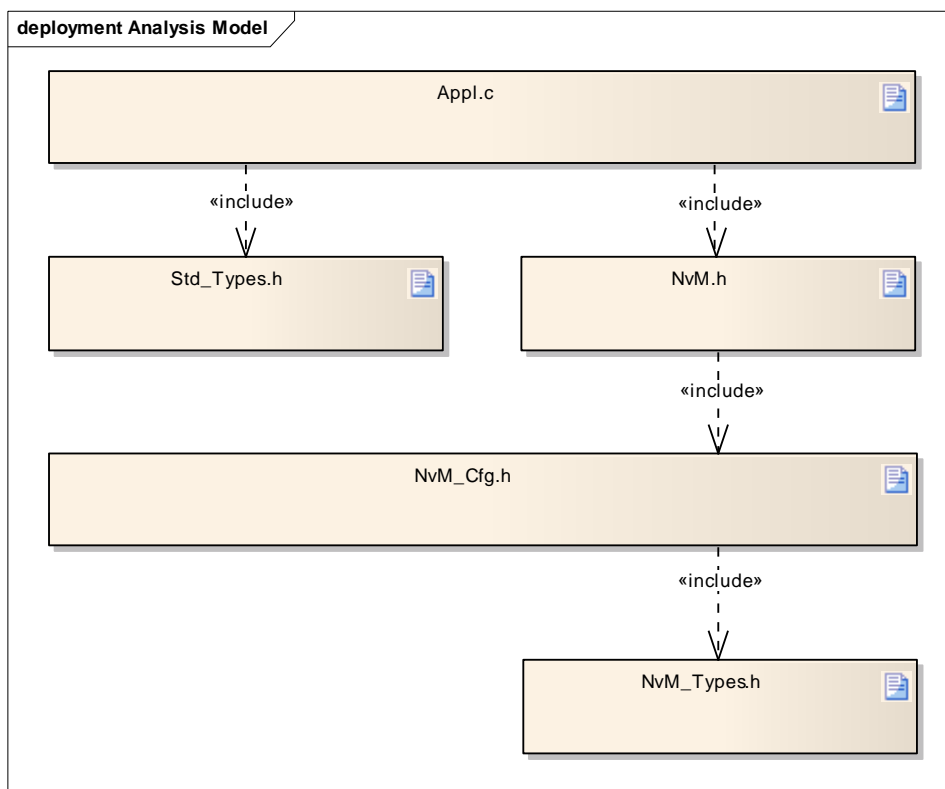 deployment Analysis Model
Appl.c
«include» «include»
Std_Types.h NvM.h
«include»
NvM_Cfg.h
«include»
NvM_Types.h